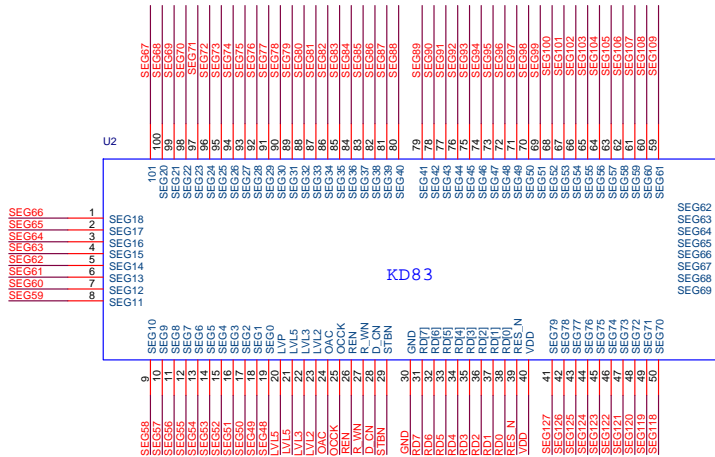 SEG67
SEG68
SEG69
SEG70
SEG71
SEG72
SEG73
SEG74
SEG75
SEG76
SEG77
SEG78
SEG79
SEG80
SEG81
SEG82
SEG83
SEG84
SEG85
SEG86
SEG87
SEG88
SEG89
SEG90
SEG91
SEG92
SEG93
SEG94
SEG95
SEG96
SEG97
SEG98
SEG99
SEG100
SEG101
SEG102
SEG103
SEG104
SEG105
SEG106
SEG107
SEG108
SEG109
U2
100
99
98
97
96
95
94
93
92
91
90
89
88
87
86
85
84
83
82
81
80
79
78
77
76
75
74
73
72
71
70
69
68
67
66
65
64
63
62
61
60
59
101
SEG20
SEG21
SEG22
SEG23
SEG24
SEG25
SEG26
SEG27
SEG28
SEG29
SEG30
SEG31
SEG32
SEG33
SEG34
SEG35
SEG36
SEG37
SEG38
SEG39
SEG40
SEG41
SEG42
SEG43
SEG44
SEG45
SEG46
SEG47
SEG48
SEG49
SEG50
SEG51
SEG52
SEG53
SEG54
SEG55
SEG56
SEG57
SEG58
SEG59
SEG60
SEG61
SEG66 1 SEG18
SEG65 2 SEG17
SEG64 3 SEG16
SEG63 4 SEG15
SEG62 5 SEG14
SEG61 6 SEG13
SEG60 7 SEG12
SEG59 8 SEG11
SEG62
SEG63
SEG64
SEG65
SEG66
SEG67
SEG68
SEG69
KD83
SEG10
SEG9
SEG8
SEG7
SEG6
SEG5
SEG4
SEG3
SEG2
SEG1
SEG0
LVP
LVL5
LVL3
LVL2
OAC
OCCK
REN
R_WN
D_CN
STBN
GND
RD[7]
RD[6]
RD[5]
RD[4]
RD[3]
RD[2]
RD[1]
RD[0]
RES_N
VDD
SEG79
SEG78
SEG77
SEG76
SEG75
SEG74
SEG73
SEG72
SEG71
SEG70
9
10
11
12
13
14
15
16
17
18
19
20
21
22
23
24
25
26
27
28
29
30
31
32
33
34
35
36
37
38
39
40
41
42
43
44
45
46
47
48
49
50
SEG58
SEG57
SEG56
SEG55
SEG54
SEG53
SEG52
SEG51
SEG50
SEG49
SEG48
LVL5
LVL5
LVL3
LVL2
OAC
OCCK
REN
R_WN
D_CN
STBN
GND
RD7
RD6
RD5
RD4
RD3
RD2
RD1
RD0
RES_N
VDD
SEG127
SEG126
SEG125
SEG124
SEG123
SEG122
SEG121
SEG120
SEG119
SEG118